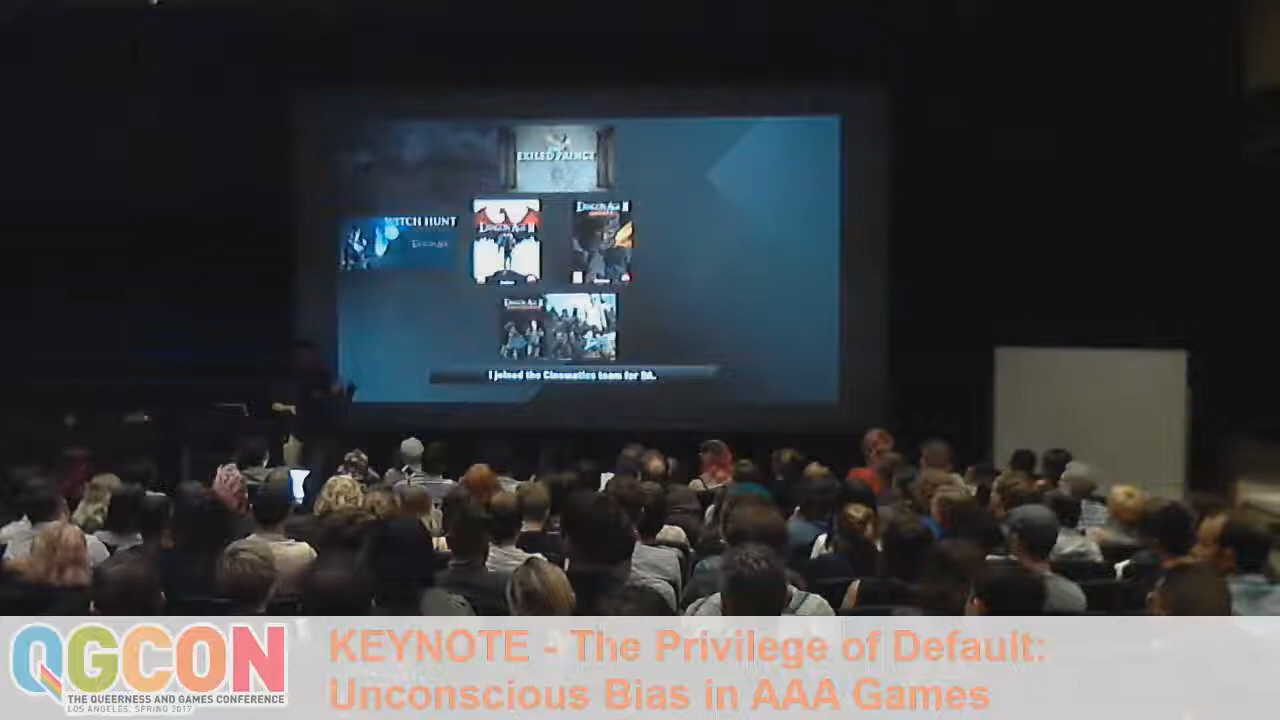 EXILED PRINCE
WITCH HUNT
DRAGON AGE
DRAGON AGE II
DRAGON AGE II
DRAGON AGE II
I joined the Cinematics team for DA.
QGCON
THE QUEERNESS AND GAMES CONFERENCE
LOS ANGELES, SPRING 2017
KEYNOTE - The Privilege of Default:
Unconscious Bias in AAA Games